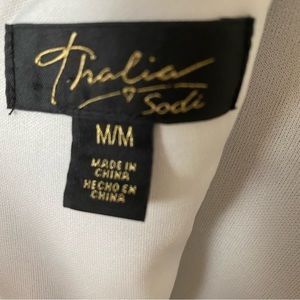 Thalia
Sodi
M/M
MADE IN
CHINA
HECHO EN
CHINA